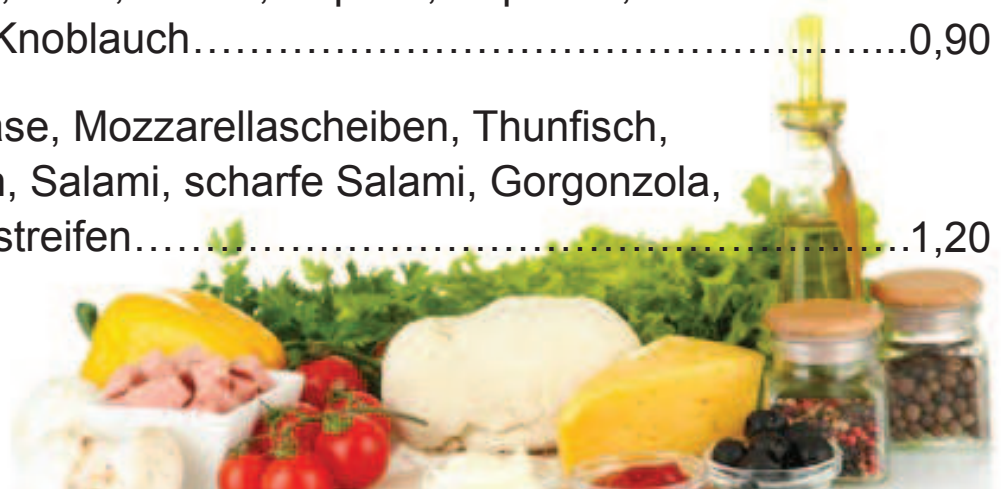 Knoblauch……………………………………………...0,90
se, Mozzarellascheiben, Thunfisch,
, Salami, scharfe Salami, Gorgonzola,
streifen……………………………………………….1,20